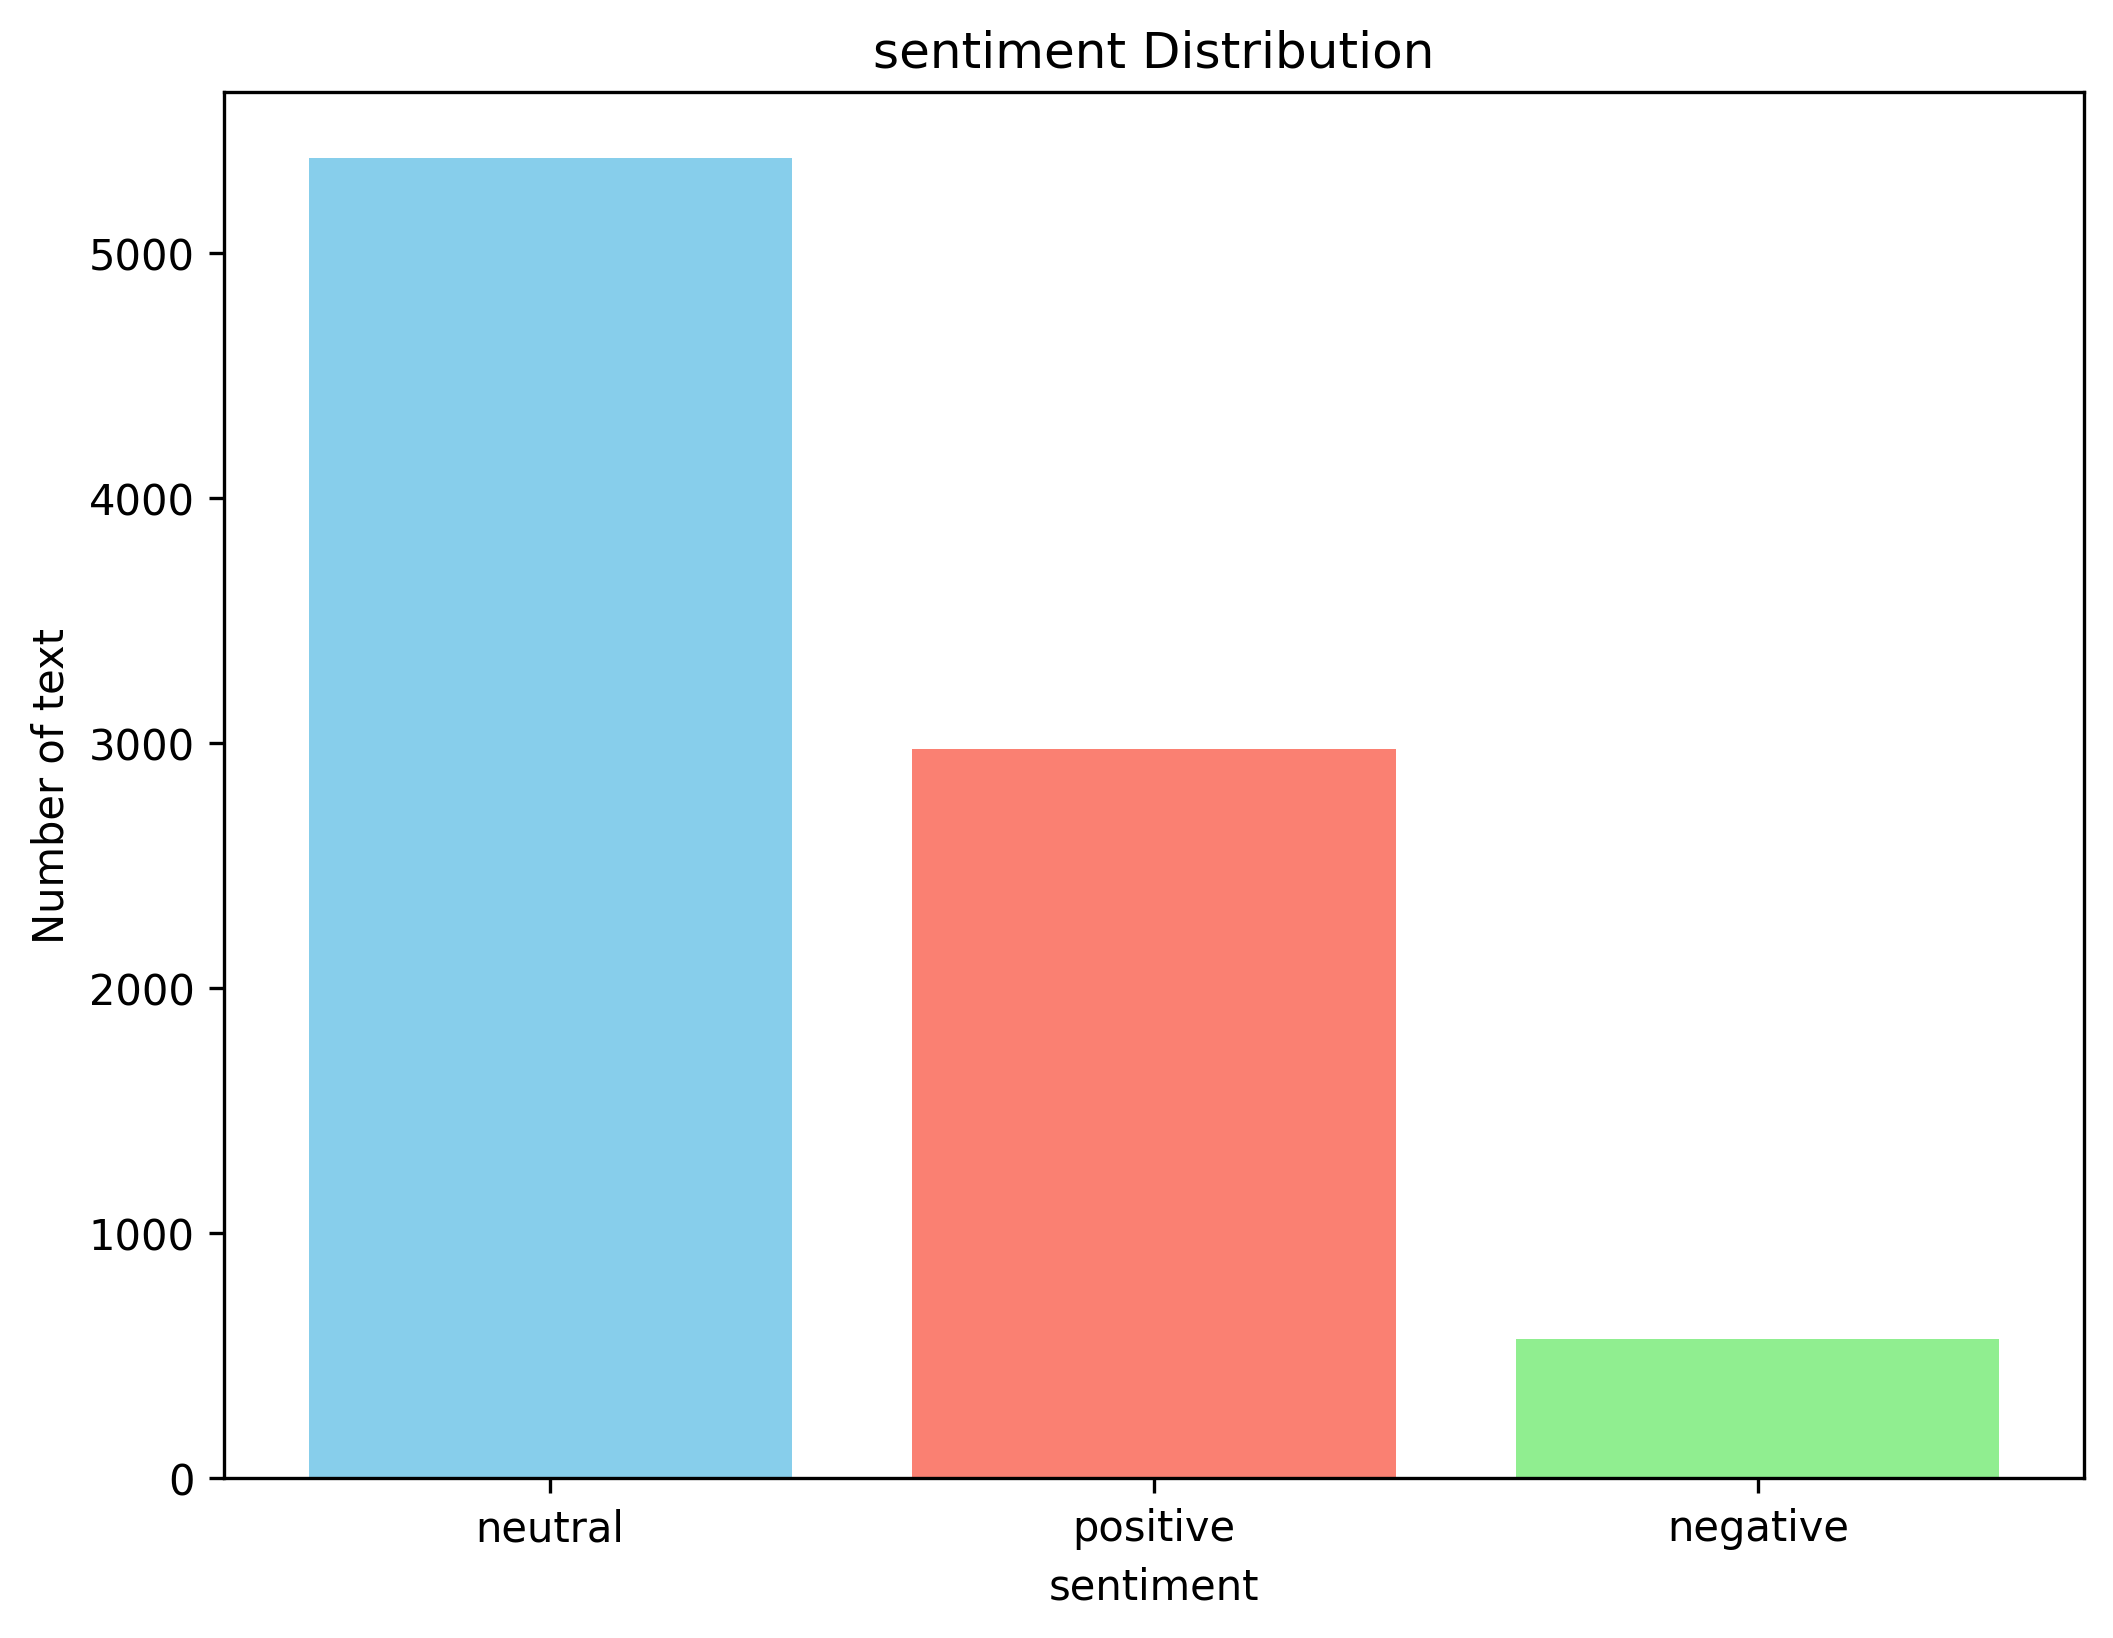 sentiment Distribution
Number of text
5000
4000
3000
2000
1000
0
neutral
positive
negative
sentiment